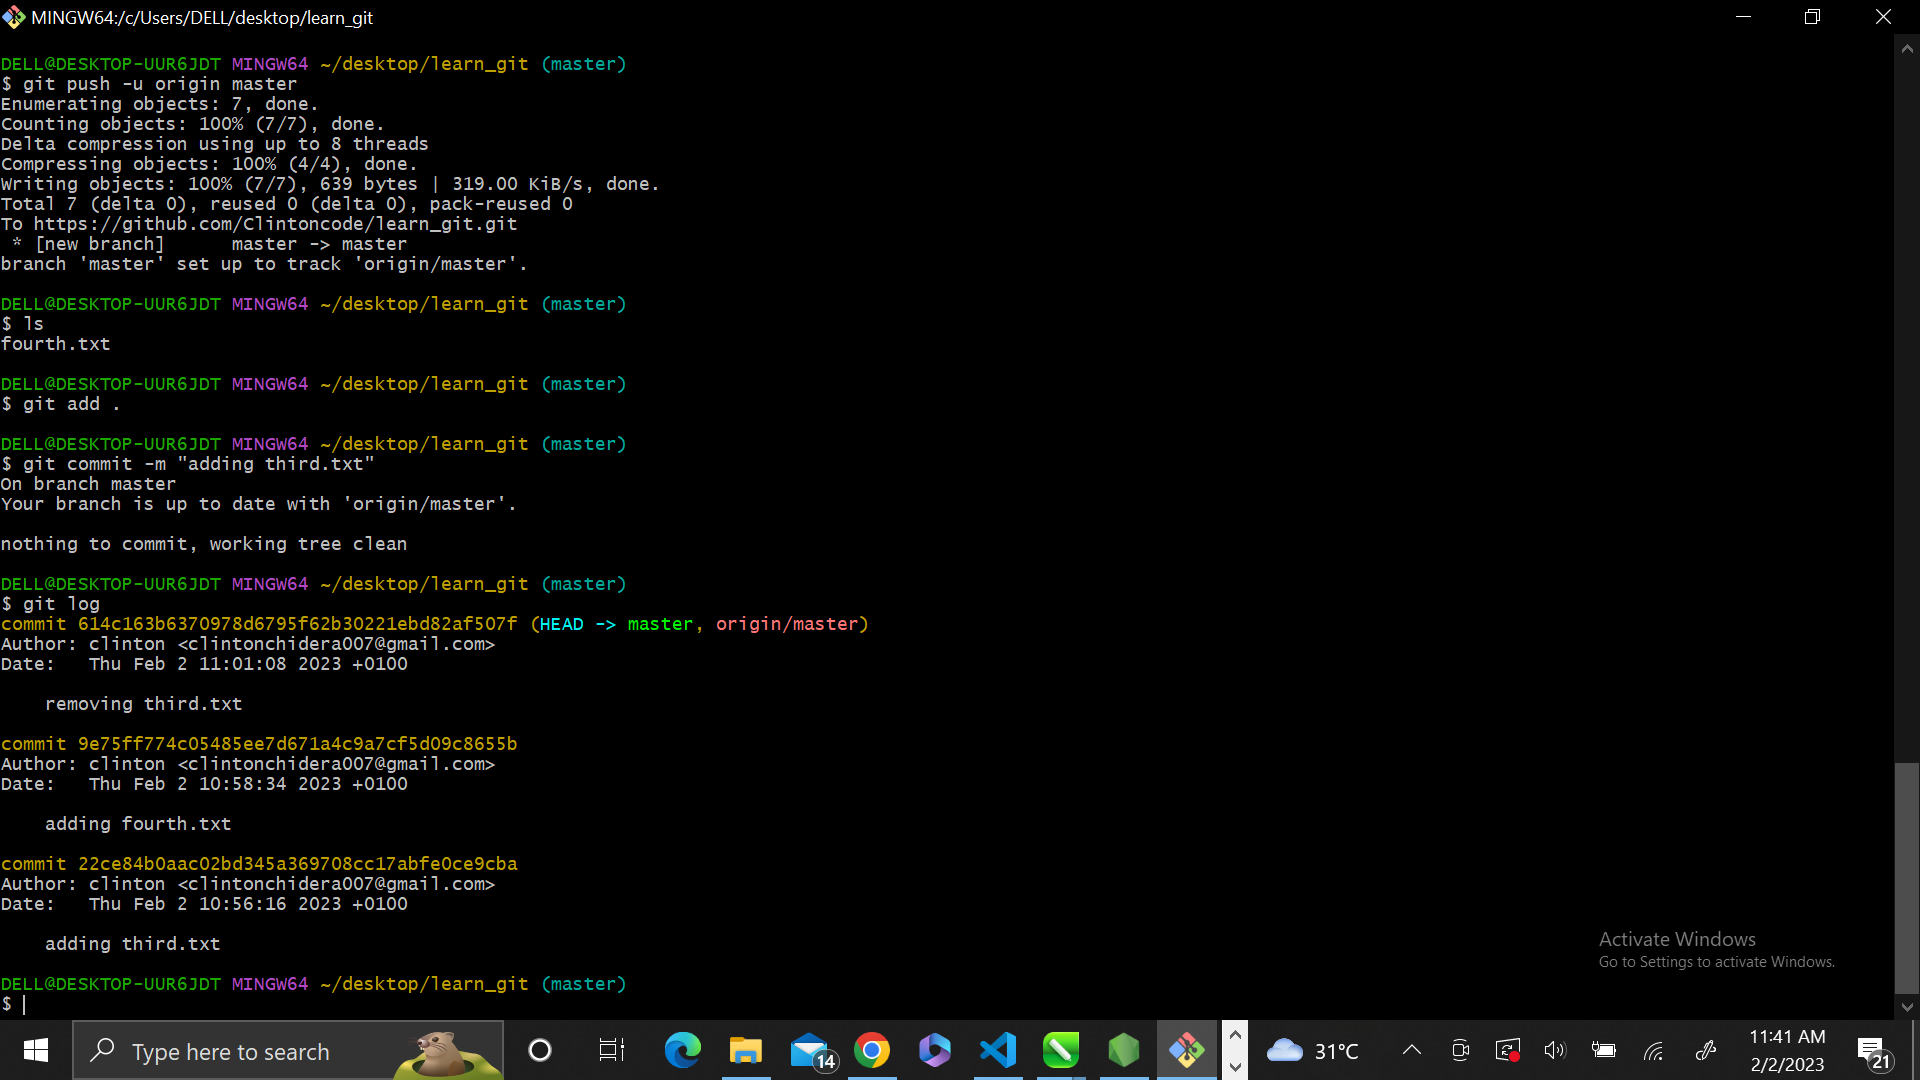 MINGW64:/c/Users/DELL/desktop/learn_git
DELL@DESKTOP-UUR6JDT MINGW64 ~/desktop/learn_git (master)
$ git push -u origin master
Enumerating objects: 7, done.
Counting objects: 100% (7/7), done.
Delta compression using up to 8 threads
Compressing objects: 100% (4/4), done.
Writing objects: 100% (7/7), 639 bytes | 319.00 KiB/s, done.
Total 7 (delta 0), reused 0 (delta 0), pack-reused 0
To https://github.com/Clintoncode/learn_git.git
 * [new branch]      master -> master
branch 'master' set up to track 'origin/master'.
DELL@DESKTOP-UUR6JDT MINGW64 ~/desktop/learn_git (master)
$ ls
fourth.txt
DELL@DESKTOP-UUR6JDT MINGW64 ~/desktop/learn_git (master)
$ git add .
DELL@DESKTOP-UUR6JDT MINGW64 ~/desktop/learn_git (master)
$ git commit -m "adding third.txt"
On branch master
Your branch is up to date with 'origin/master'.
nothing to commit, working tree clean
DELL@DESKTOP-UUR6JDT MINGW64 ~/desktop/learn_git (master)
$ git log
commit 614c163b6370978d6795f62b30221ebd82af507f (HEAD -> master, origin/master)
Author: clinton <clintonchidera007@gmail.com>
Date:   Thu Feb 2 11:01:08 2023 +0100
    removing third.txt
commit 9e75ff774c05485ee7d671a4c9a7cf5d09c8655b
Author: clinton <clintonchidera007@gmail.com>
Date:   Thu Feb 2 10:58:34 2023 +0100
    adding fourth.txt
commit 22ce84b0aac02bd345a369708cc17abfe0ce9cba
Author: clinton <clintonchidera007@gmail.com>
Date:   Thu Feb 2 10:56:16 2023 +0100
    adding third.txt
DELL@DESKTOP-UUR6JDT MINGW64 ~/desktop/learn_git (master)
$
Activate Windows
Go to Settings to activate Windows.
Type here to search
14
31°C
11:41 AM
2/2/2023
21